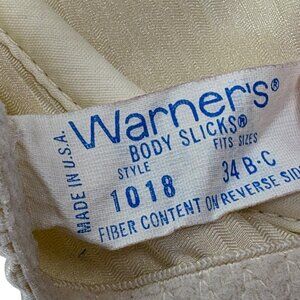 MADE IN U.S.A.
Warner's®
BODY SLICKS®
STYLE
FITS SIZES
1018
34 B-C
FIBER CONTENT ON REVERSE SIDE